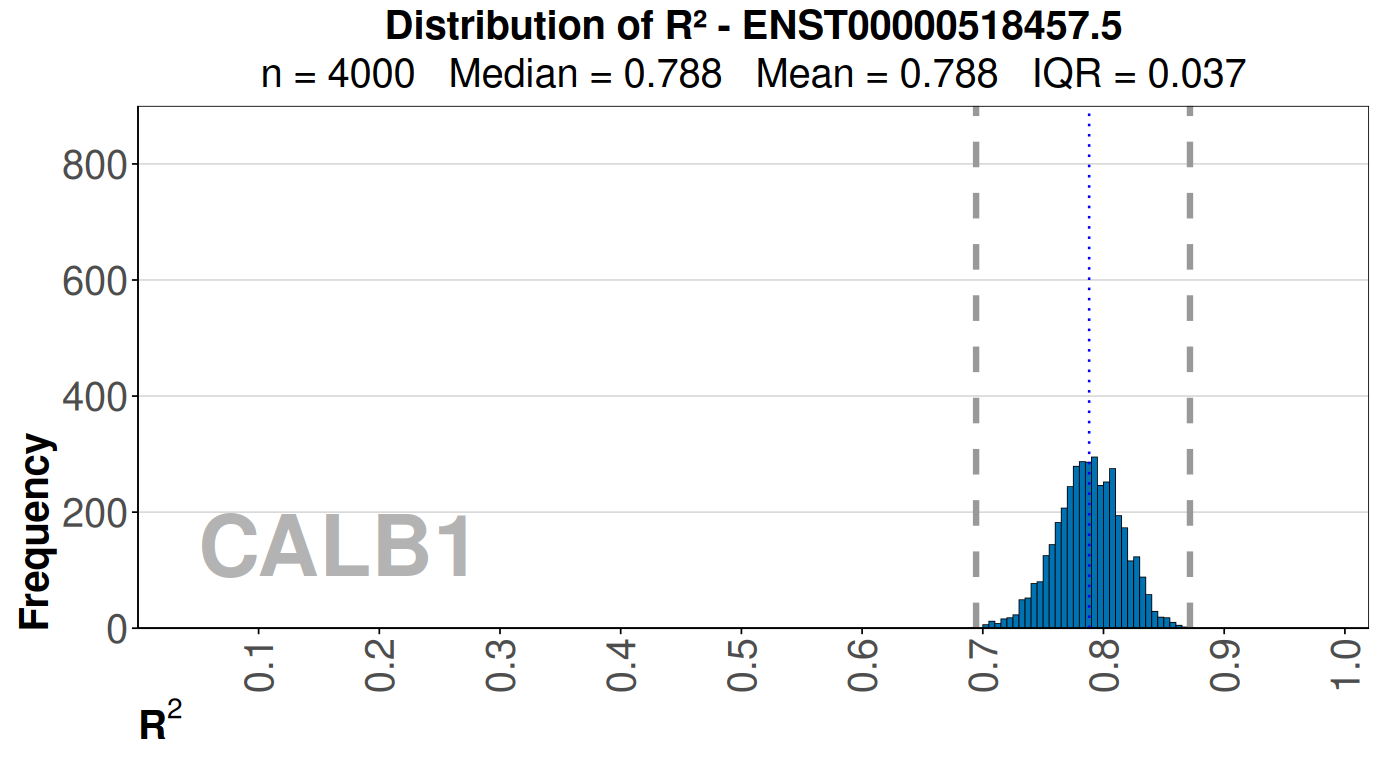 Distribution of R² - ENST00000518457.5
n = 4000 Median = 0.788 Mean = 0.788 IQR = 0.037
Frequency
800
600
400
200
0
CALB1
0.1 0.2 0.3 0.4 0.5 0.6 0.7 0.8 0.9 1.0
R²